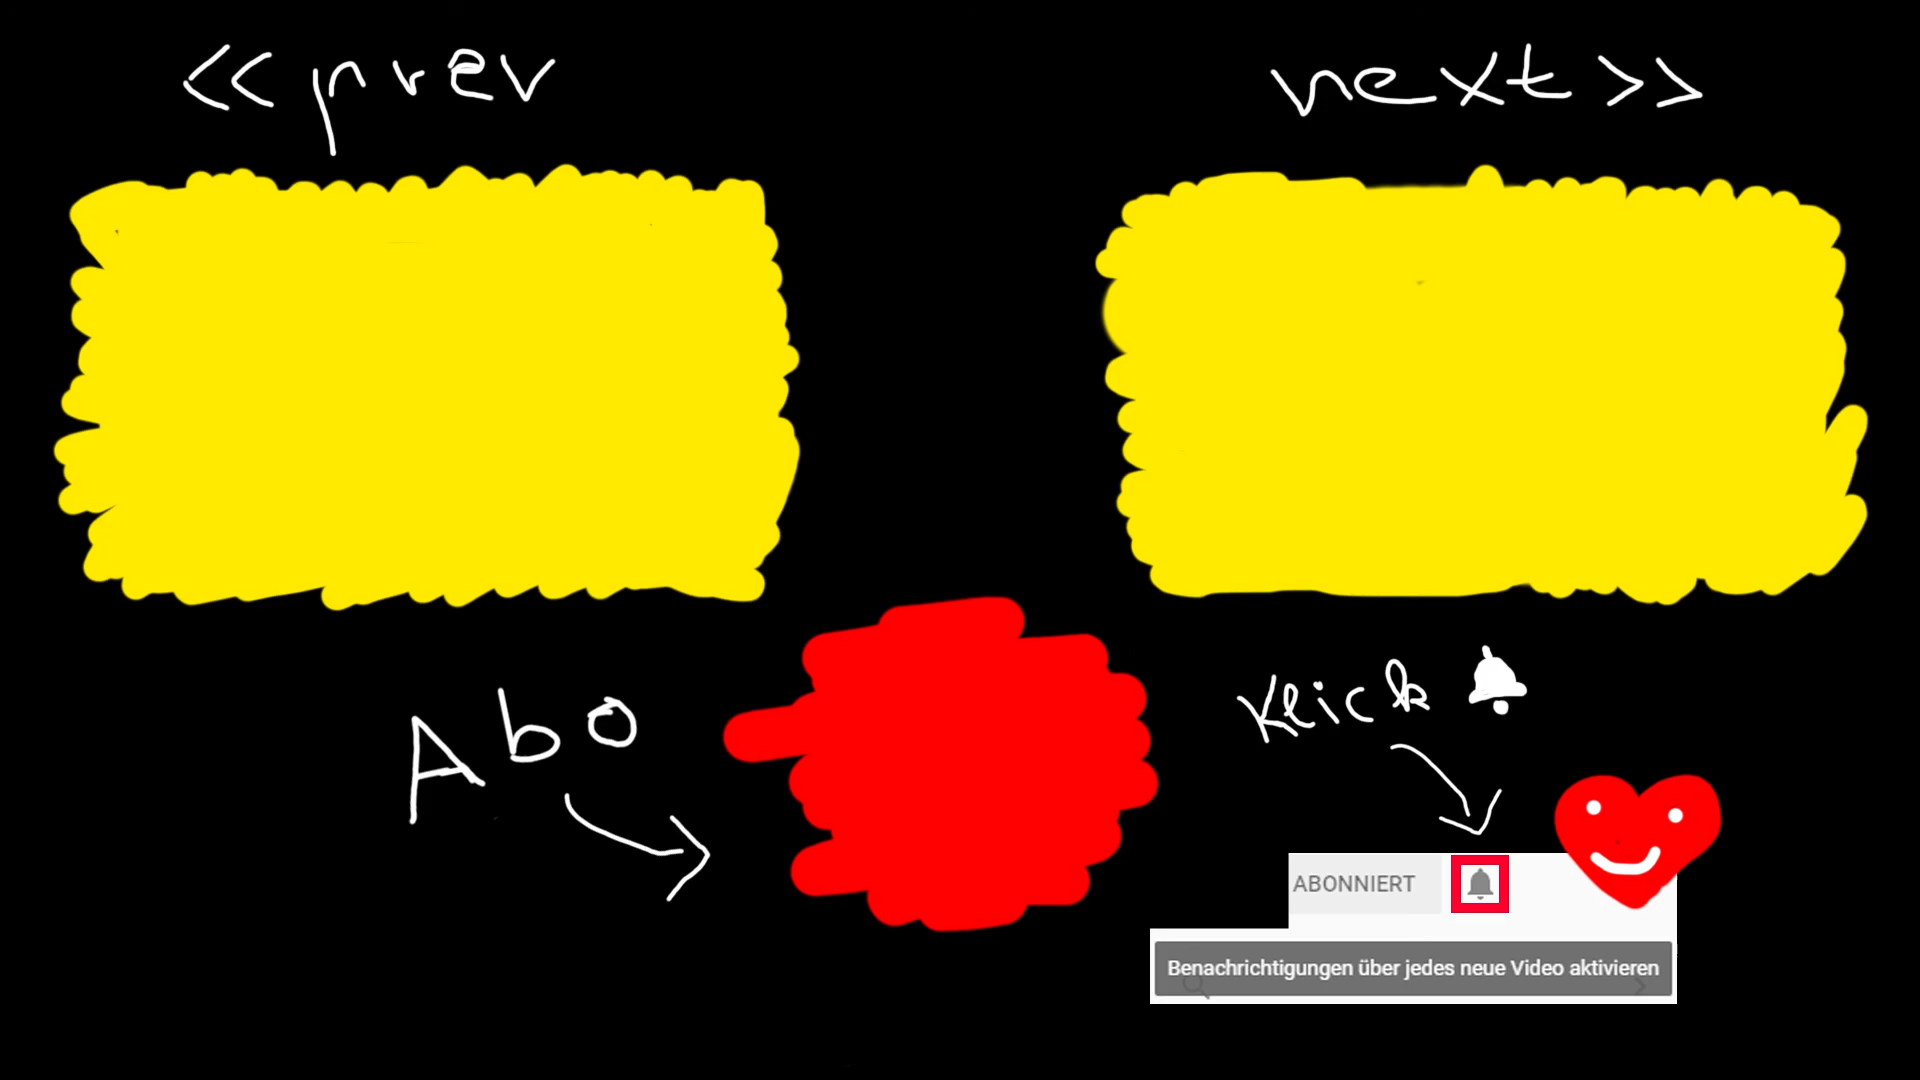 <<prev
next>>
Abo
Klick
ABONNIERT
Benachrichtigungen über jedes neue Video aktivieren